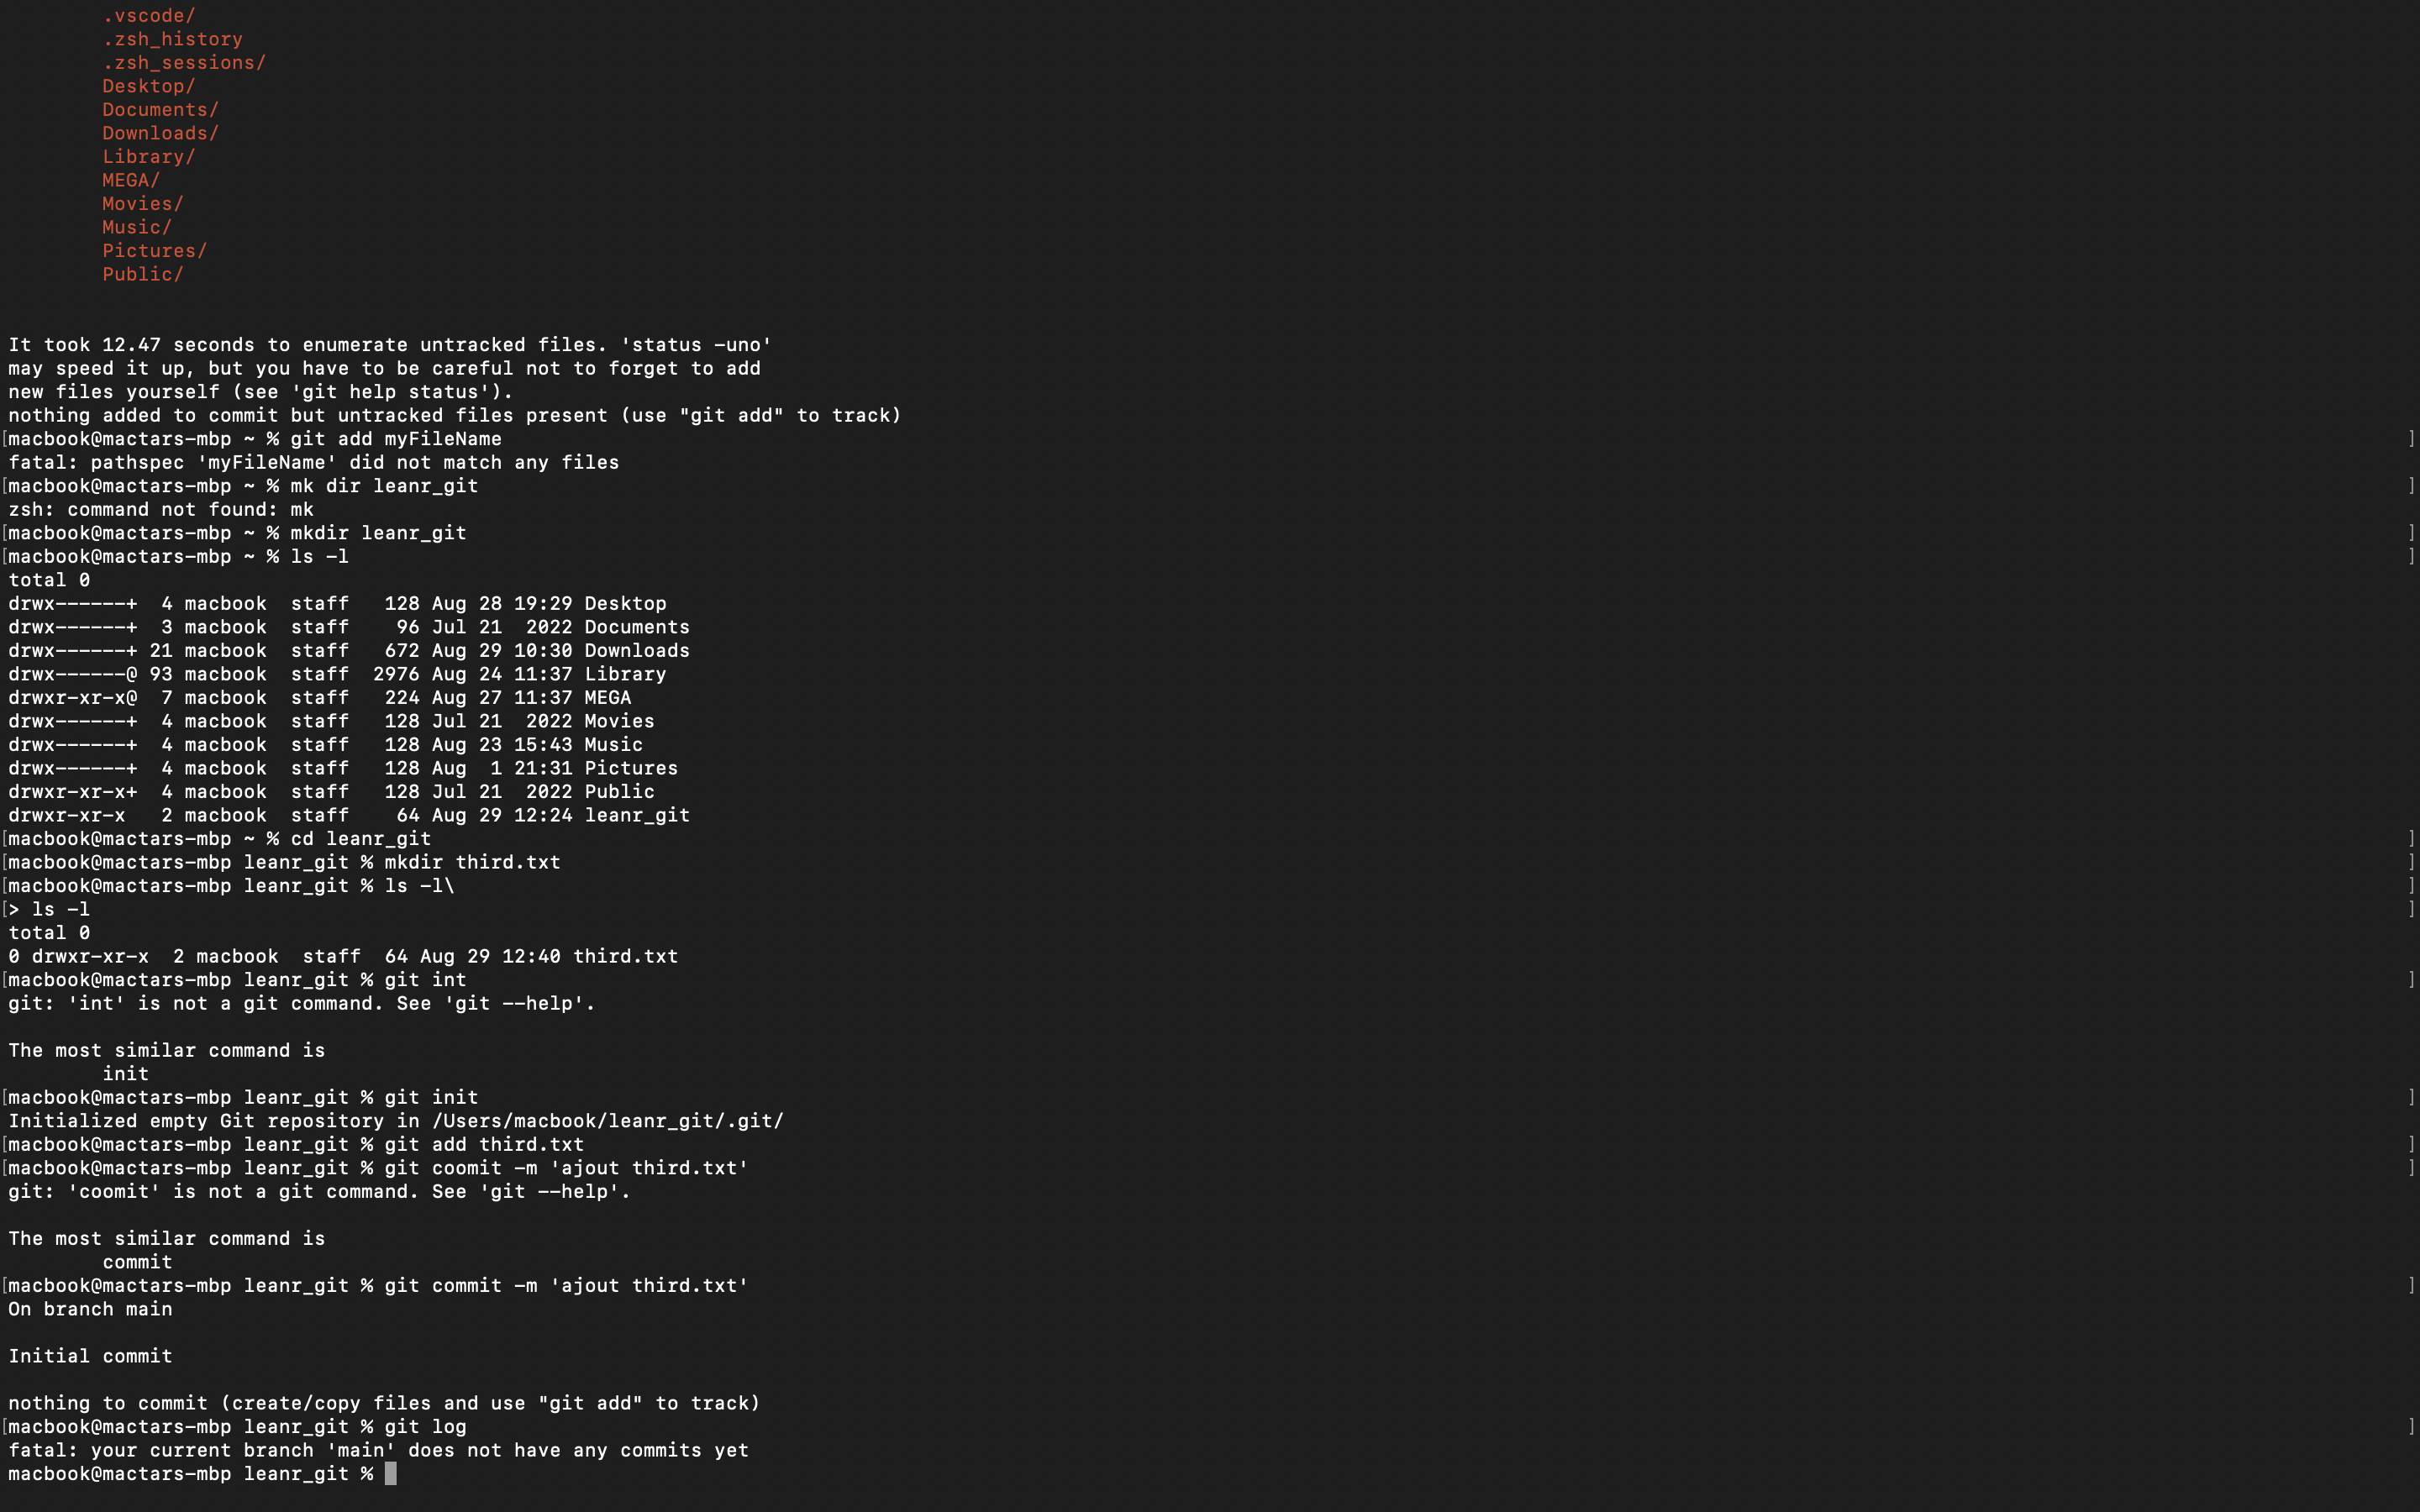 .vscode/
.zsh_history
.zsh_sessions/
Desktop/
Documents/
Downloads/
Library/
MEGA/
Movies/
Music/
Pictures/
Public/
It took 12.47 seconds to enumerate untracked files. 'status -uno'
may speed it up, but you have to be careful not to forget to add
new files yourself (see 'git help status').
nothing added to commit but untracked files present (use "git add" to track)
[macbook@mactars-mbp ~ % git add myFileName ]
fatal: pathspec 'myFileName' did not match any files
[macbook@mactars-mbp ~ % mk dir leanr_git ]
zsh: command not found: mk
[macbook@mactars-mbp ~ % mkdir leanr_git ]
[macbook@mactars-mbp ~ % ls -l ]
total 0
drwx------+  4 macbook  staff   128 Aug 28 19:29 Desktop
drwx------+  3 macbook  staff    96 Jul 21  2022 Documents
drwx------+ 21 macbook  staff   672 Aug 29 10:30 Downloads
drwx------@ 93 macbook  staff  2976 Aug 24 11:37 Library
drwxr-xr-x@  7 macbook  staff   224 Aug 27 11:37 MEGA
drwx------+  4 macbook  staff   128 Jul 21  2022 Movies
drwx------+  4 macbook  staff   128 Aug 23 15:43 Music
drwx------+  4 macbook  staff   128 Aug  1 21:31 Pictures
drwxr-xr-x+  4 macbook  staff   128 Jul 21  2022 Public
drwxr-xr-x   2 macbook  staff    64 Aug 29 12:24 leanr_git
[macbook@mactars-mbp ~ % cd leanr_git ]
[macbook@mactars-mbp leanr_git % mkdir third.txt ]
[macbook@mactars-mbp leanr_git % ls -l\ ]
[> ls -l ]
total 0
0 drwxr-xr-x  2 macbook  staff  64 Aug 29 12:40 third.txt
[macbook@mactars-mbp leanr_git % git int ]
git: 'int' is not a git command. See 'git --help'.
The most similar command is
init
[macbook@mactars-mbp leanr_git % git init ]
Initialized empty Git repository in /Users/macbook/leanr_git/.git/
[macbook@mactars-mbp leanr_git % git add third.txt ]
[macbook@mactars-mbp leanr_git % git coomit -m 'ajout third.txt' ]
git: 'coomit' is not a git command. See 'git --help'.
The most similar command is
commit
[macbook@mactars-mbp leanr_git % git commit -m 'ajout third.txt' ]
On branch main
Initial commit
nothing to commit (create/copy files and use "git add" to track)
[macbook@mactars-mbp leanr_git % git log ]
fatal: your current branch 'main' does not have any commits yet
macbook@mactars-mbp leanr_git %